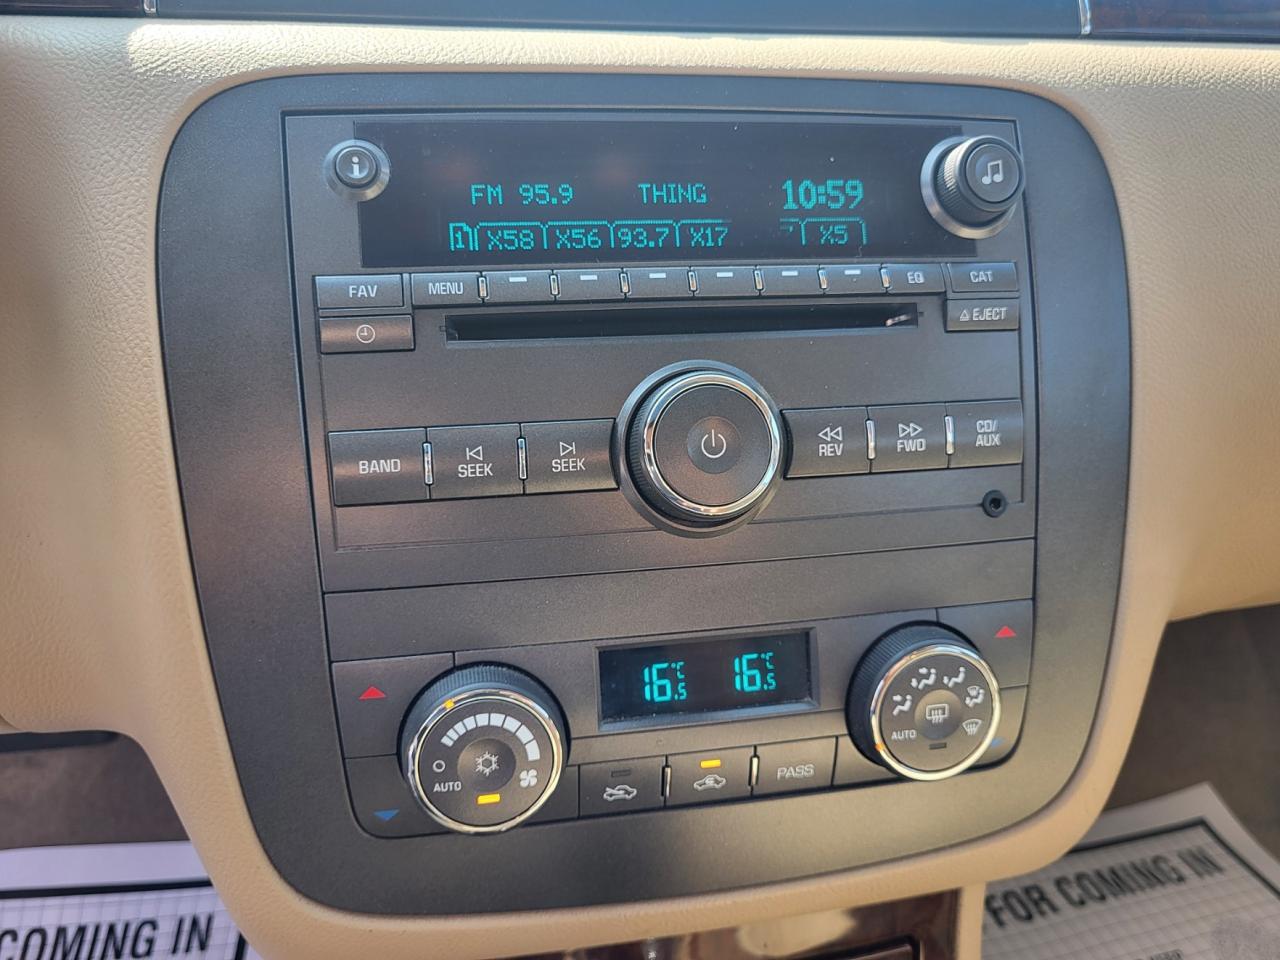 i
FM 95.9 THING 10:59
1 X58 X56 93.7 X17 X5
FAV MENU EQ CAT
EJECT
BAND SEEK SEEK REV FWD CD/
AUX
16.5°C 16.5°C
AUTO
AUTO
PASS
COMING IN
FOR COMING IN